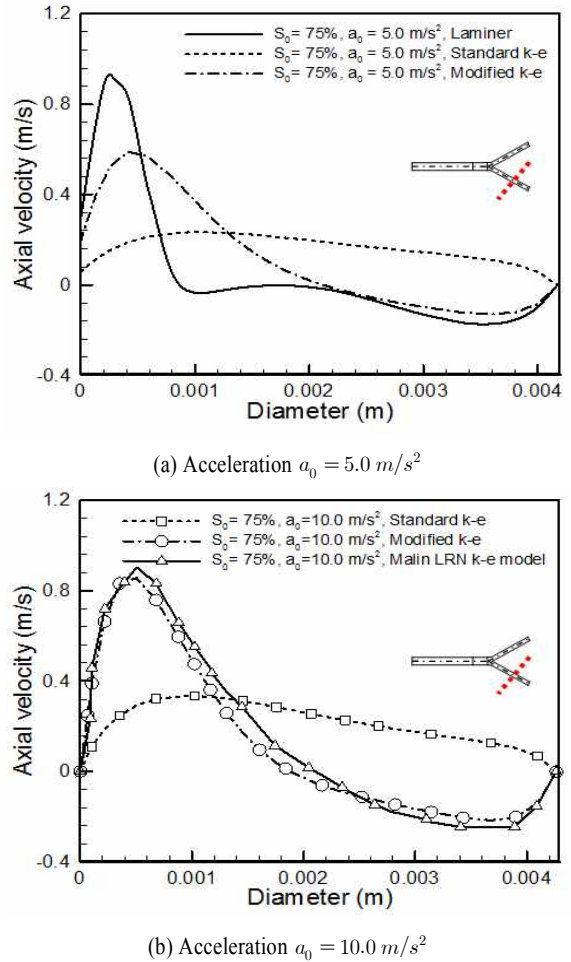 1.2
S₀= 75%, a₀ = 5.0 m/s², Laminer
S₀= 75%, a₀ = 5.0 m/s², Standard k-e
S₀= 75%, a₀ = 5.0 m/s², Modified k-e
0.8
0.4
0
-0.4
Axial velocity (m/s)
0 0.001 0.002 0.003 0.004
Diameter (m)
(a) Acceleration a₀ = 5.0 m/s²
1.2
S₀= 75%, a₀=10.0 m/s², Standard k-e
S₀= 75%, a₀=10.0 m/s², Modified k-e
S₀= 75%, a₀=10.0 m/s², Malin LRN k-e model
0.8
0.4
0
-0.4
Axial velocity (m/s)
0 0.001 0.002 0.003 0.004
Diameter (m)
(b) Acceleration a₀ = 10.0 m/s²